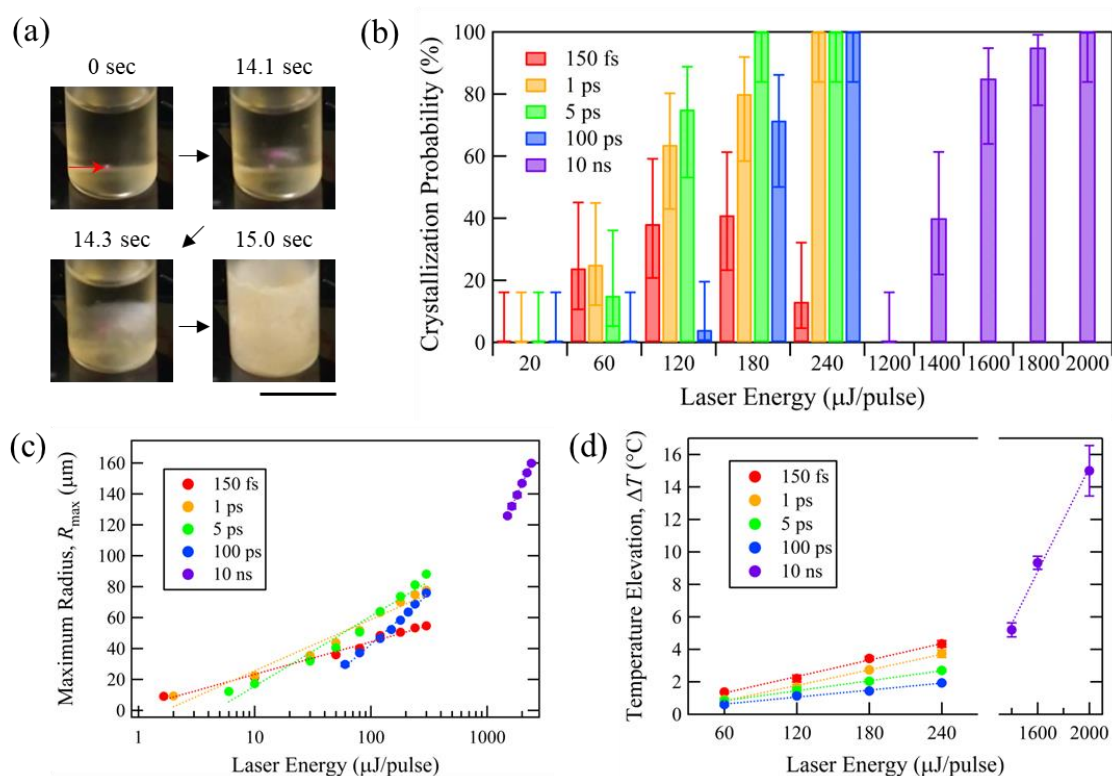 (a)
0 sec
14.1 sec
14.3 sec
15.0 sec
(b)
Crystallization Probability (%)
100
80
60
40
20
0
150 fs
1 ps
5 ps
100 ps
10 ns
20
60
120
180
240
1200
1400
1600
1800
2000
Laser Energy (μJ/pulse)
(c)
Maximum Radius, Rmax (μm)
160
140
120
100
80
60
40
20
0
150 fs
1 ps
5 ps
100 ps
10 ns
1
10
100
1000
Laser Energy (μJ/pulse)
(d)
Temperature Elevation, ΔT (°C)
16
14
12
10
8
6
4
2
0
150 fs
1 ps
5 ps
100 ps
10 ns
60
120
180
240
1600
2000
Laser Energy (μJ/pulse)